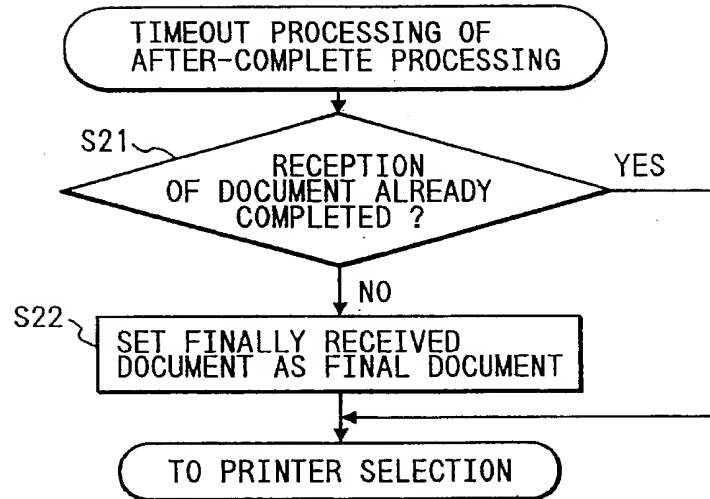 TIMEOUT PROCESSING OF
AFTER-COMPLETE PROCESSING
S21
RECEPTION
OF DOCUMENT ALREADY
COMPLETED ?
YES
NO
S22
SET FINALLY RECEIVED
DOCUMENT AS FINAL DOCUMENT
TO PRINTER SELECTION